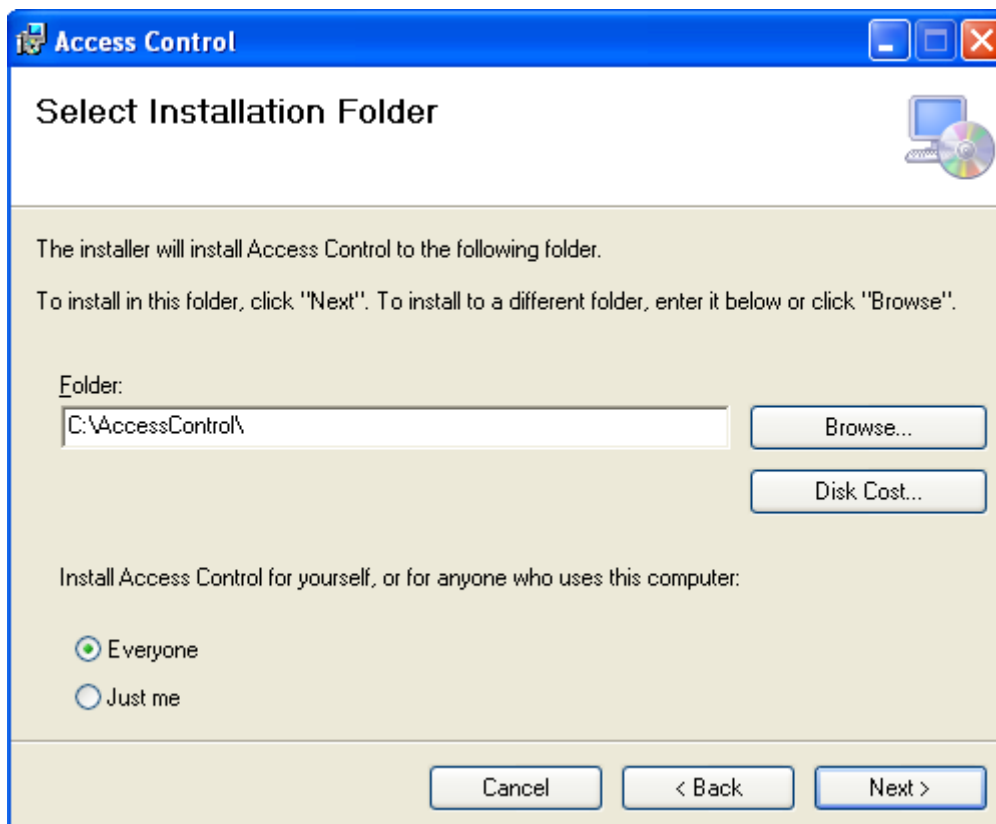 Access Control
Select Installation Folder
The installer will install Access Control to the following folder.
To install in this folder, click "Next". To install to a different folder, enter it below or click "Browse".
Folder:
C:\AccessControl\
Browse...
Disk Cost...
Install Access Control for yourself, or for anyone who uses this computer:
Everyone
Just me
Cancel
< Back
Next >